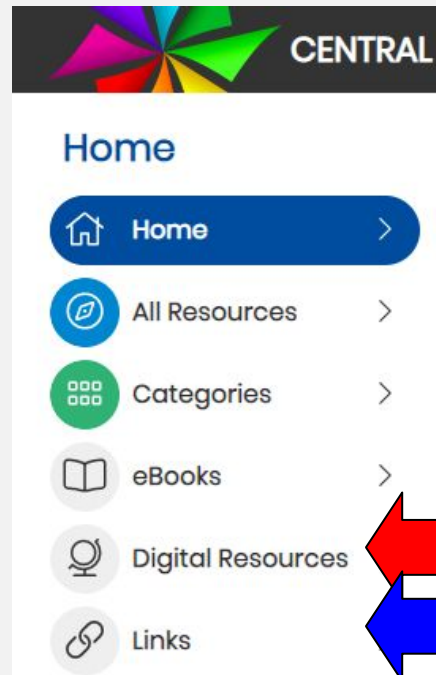 CENTRAL
Home
Home
All Resources
Categories
eBooks
Digital Resources
Links